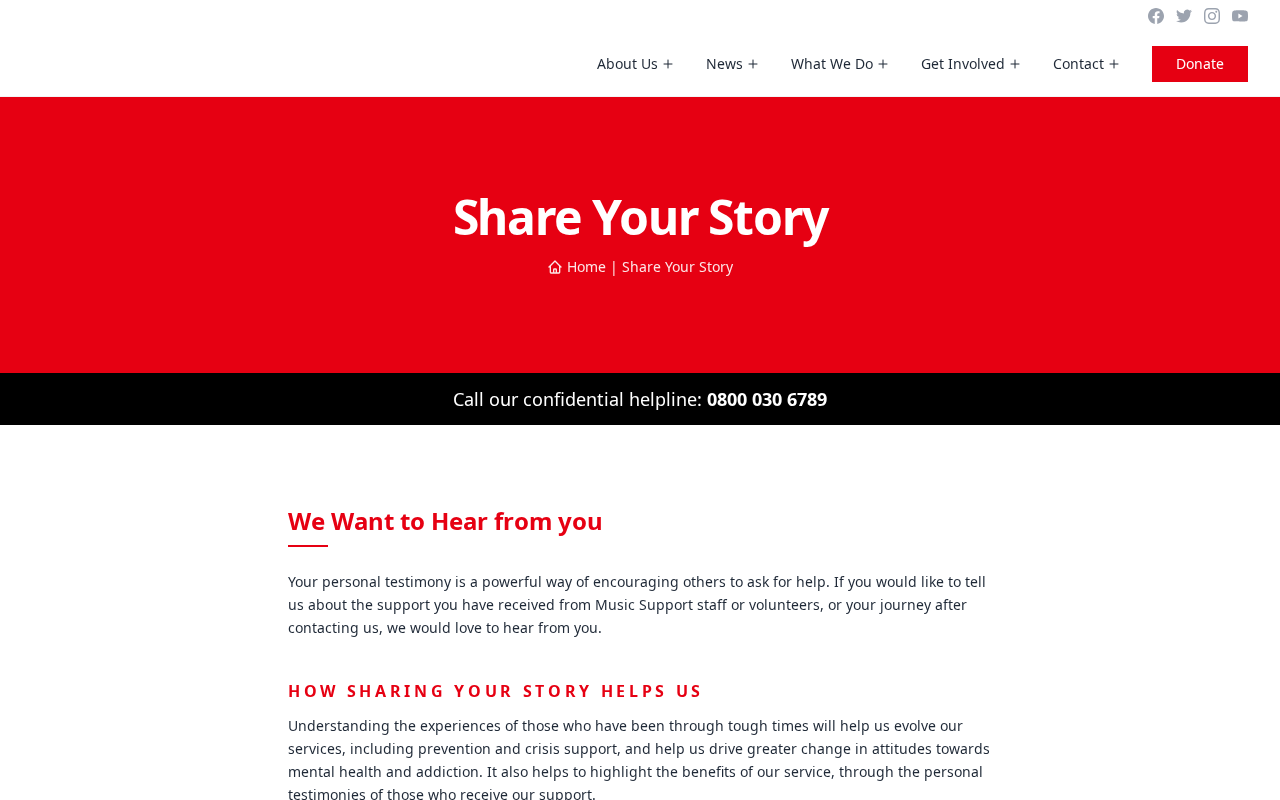 About Us + News + What We Do + Get Involved + Contact + Donate
Share Your Story
Home | Share Your Story
Call our confidential helpline: 0800 030 6789
We Want to Hear from you
Your personal testimony is a powerful way of encouraging others to ask for help. If you would like to tell
us about the support you have received from Music Support staff or volunteers, or your journey after
contacting us, we would love to hear from you.
HOW SHARING YOUR STORY HELPS US
Understanding the experiences of those who have been through tough times will help us evolve our
services, including prevention and crisis support, and help us drive greater change in attitudes towards
mental health and addiction. It also helps to highlight the benefits of our service, through the personal
testimonies of those who receive our support.